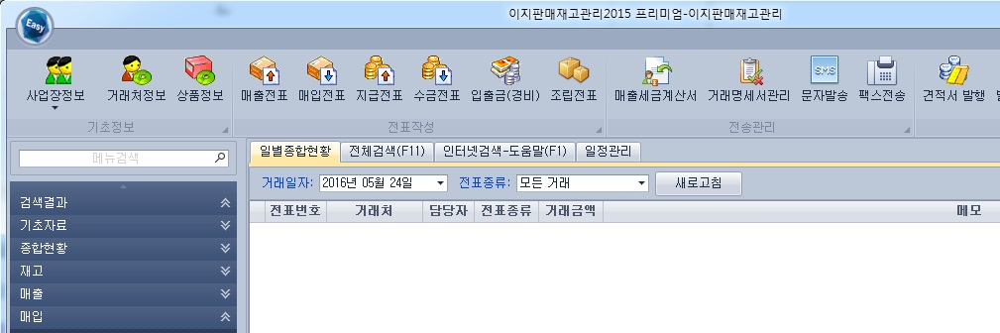 이지판매재고관리2015 프리미엄-이지판매재고관리
Easy
사업장정보 거래처정보 상품정보 매출전표 매입전표 지급전표 수금전표 입출금(경비) 조립전표 매출세금계산서 거래명세서관리 SMS 문자발송 팩스전송 견적서 발행
기초정보 전표작성 전송관리
메뉴검색
일별종합현황 전체검색(F11) 인터넷검색-도움말(F1) 일정관리
거래일자: 2016년 05월 24일 전표종류: 모든 거래 새로고침
전표번호 거래처 담당자 전표종류 거래금액 메모
검색결과
기초자료
종합현황
재고
매출
매입